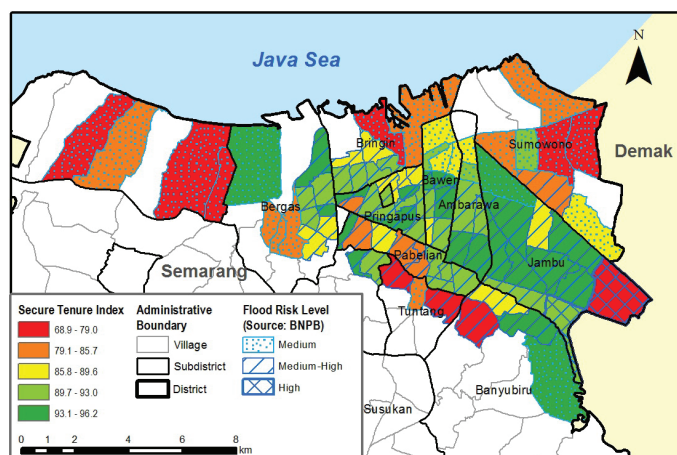 Java Sea
N
Bringin
Sumowono
Demak
Bawen
Bergas
Ambarawa
Pringapus
Semarang
Pabelian
Jambu
Tuntang
Banyubiru
Susukan
Secure Tenure Index
68.9 - 79.0
79.1 - 85.7
85.8 - 89.6
89.7 - 93.0
93.1 - 96.2
Administrative
Boundary
Village
Subdistrict
District
Flood Risk Level
(Source: BNPB)
Medium
Medium-High
High
0 2 4 6 8
km